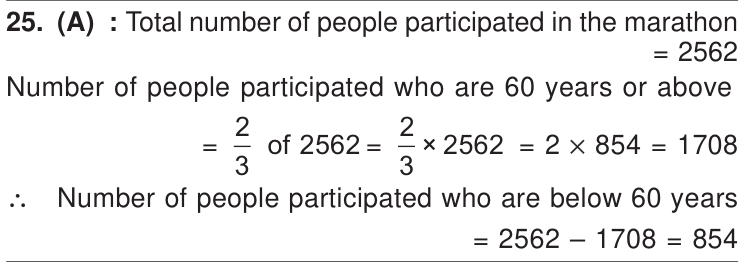 25. (A) : Total number of people participated in the marathon
= 2562
Number of people participated who are 60 years or above
= 2/3 of 2562 = 2/3 × 2562 = 2 × 854 = 1708
∴ Number of people participated who are below 60 years
= 2562 – 1708 = 854